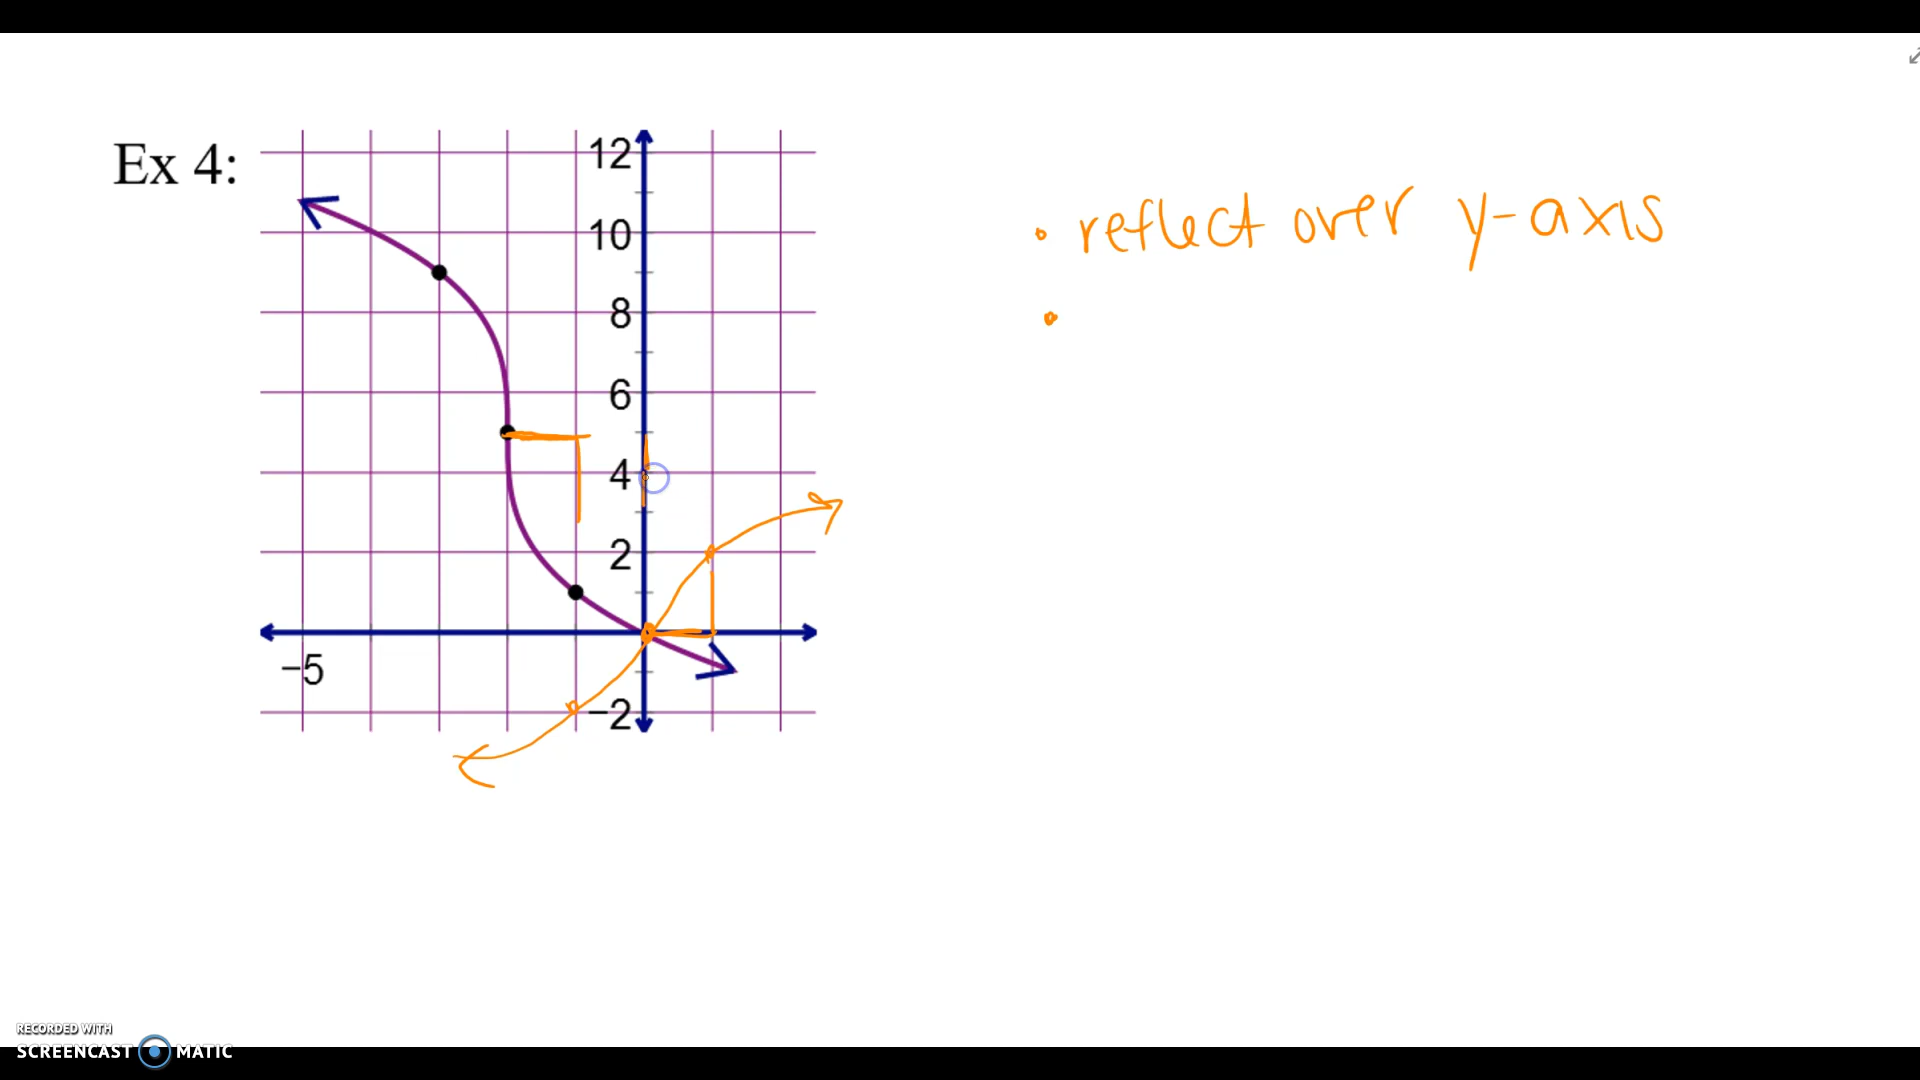 Ex 4:
12
10
8
6
4
2
−5
−2
• reflect over y-axis
•
RECORDED WITH
SCREENCAST MATIC